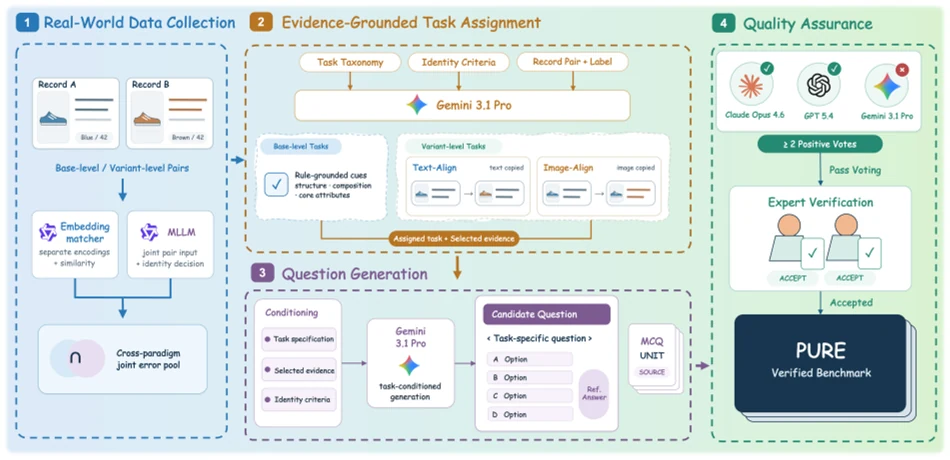 1 Real-World Data Collection
Record A
Record B
Blue / 42
Brown / 42
Base-level / Variant-level Pairs
Embedding
matcher
separate encodings
+ similarity
MLLM
joint pair input
+ identity decision
∩
Cross-paradigm
joint error pool
2 Evidence-Grounded Task Assignment
Task Taxonomy
Identity Criteria
Record Pair + Label
Gemini 3.1 Pro
Base-level Tasks
Rule-grounded cues
structure · composition
· core attributes
Variant-level Tasks
Text-Align
text copied
Image-Align
image copied
Assigned task + Selected evidence
3 Question Generation
Conditioning
Task specification
Selected evidence
Identity criteria
Gemini
3.1 Pro
task-conditioned
generation
Candidate Question
< Task-specific question >
A Option
B Option
C Option
D Option
Ref.
Answer
MCQ
UNIT
SOURCE
4 Quality Assurance
Claude Opus 4.6
GPT 5.4
Gemini 3.1 Pro
≥ 2 Positive Votes
Pass Voting
Expert Verification
ACCEPT
ACCEPT
Accepted
PURE
Verified Benchmark